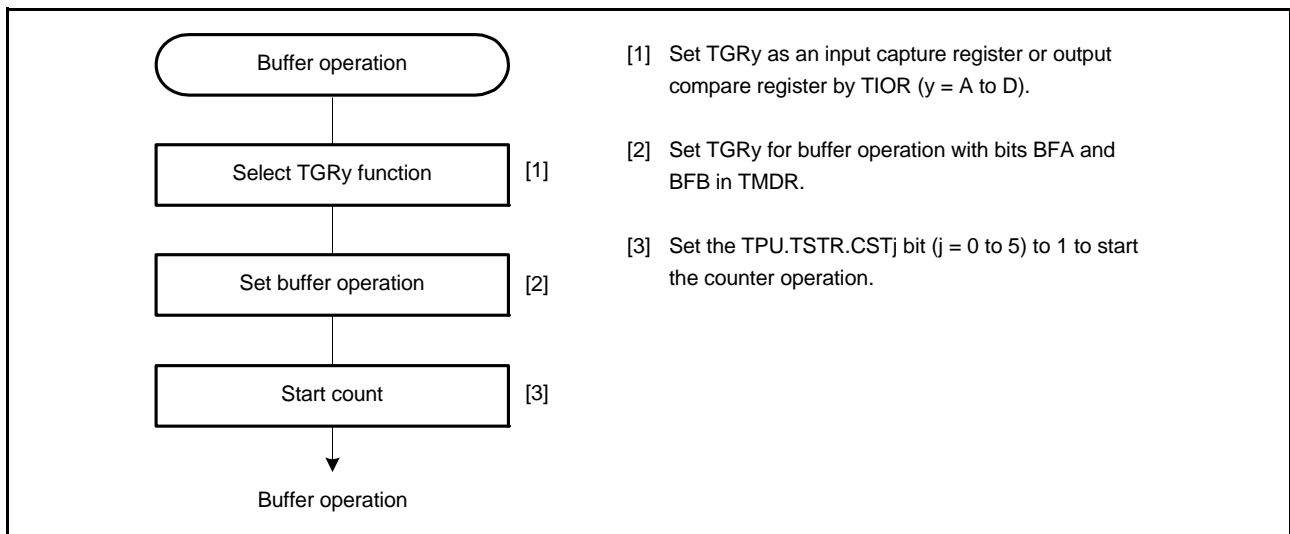 Buffer operation
Select TGRy function
[1]
Set buffer operation
[2]
Start count
[3]
Buffer operation
[1] Set TGRy as an input capture register or output
compare register by TIOR (y = A to D).
[2] Set TGRy for buffer operation with bits BFA and
BFB in TMDR.
[3] Set the TPU.TSTR.CSTj bit (j = 0 to 5) to 1 to start
the counter operation.